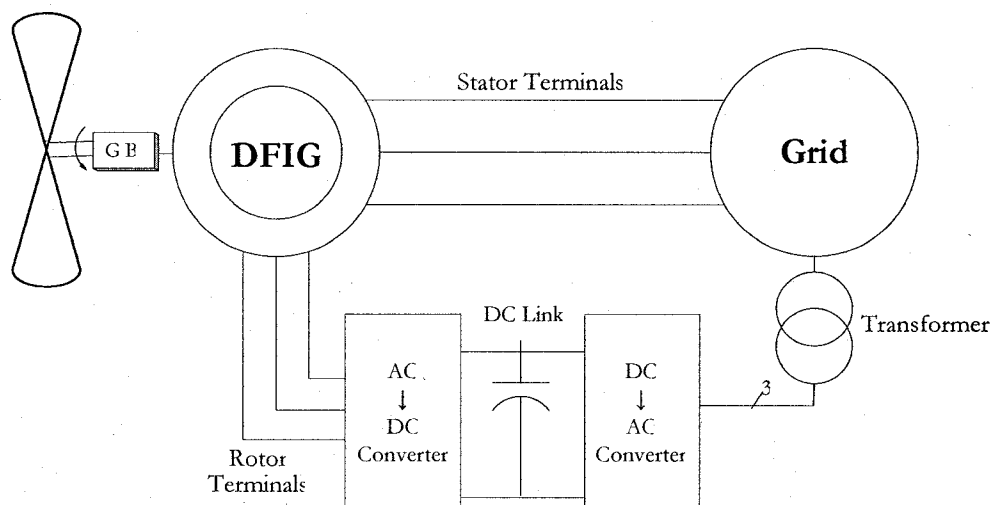 Stator Terminals
GB
DFIG
Grid
DC Link
Transformer
AC
↓
DC
Converter
DC
↓
AC
Converter
3
Rotor
Terminals